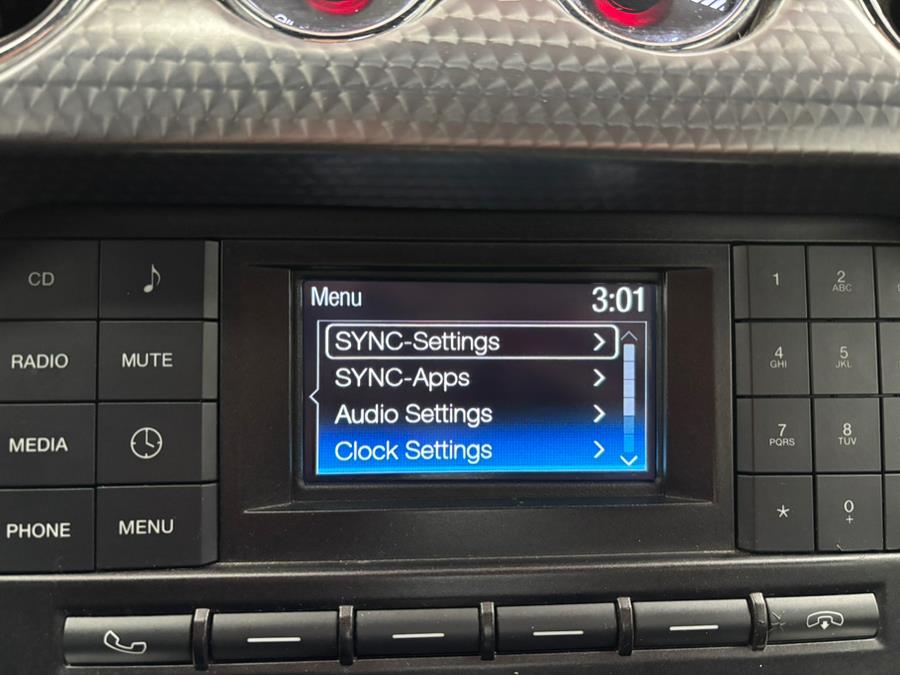 Menu 3:01
SYNC-Settings
SYNC-Apps
Audio Settings
Clock Settings
CD
RADIO MUTE
MEDIA
PHONE MENU
1 2 ABC
4 GHI 5 JKL
7 PQRS 8 TUV
* 0 +